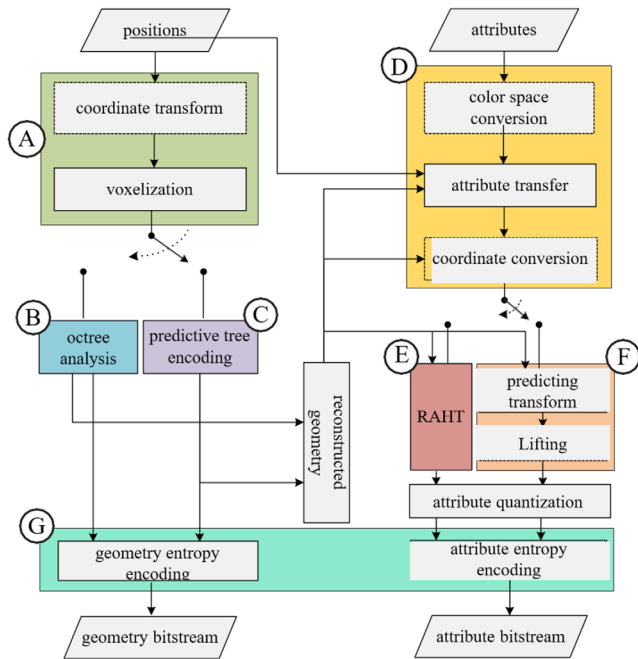 positions
attributes
A
coordinate transform
voxelization
D
color space
conversion
attribute transfer
coordinate conversion
B
octree
analysis
C
predictive tree
encoding
reconstructed
geometry
E
RAHT
F
predicting
transform
Lifting
attribute quantization
G
geometry entropy
encoding
attribute entropy
encoding
geometry bitstream
attribute bitstream